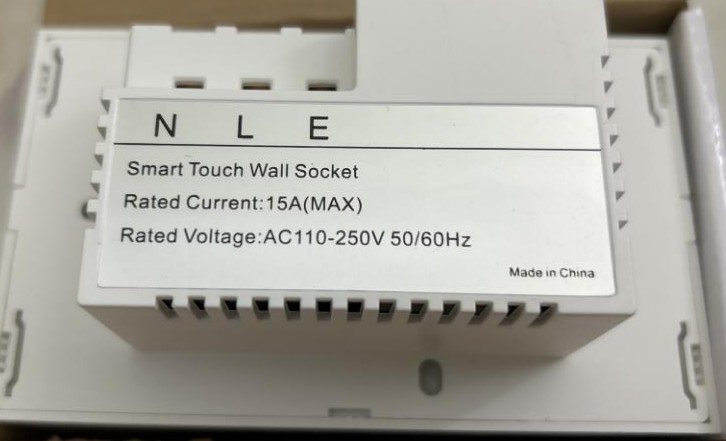 N L E
Smart Touch Wall Socket
Rated Current:15A(MAX)
Rated Voltage:AC110-250V 50/60Hz
Made in China